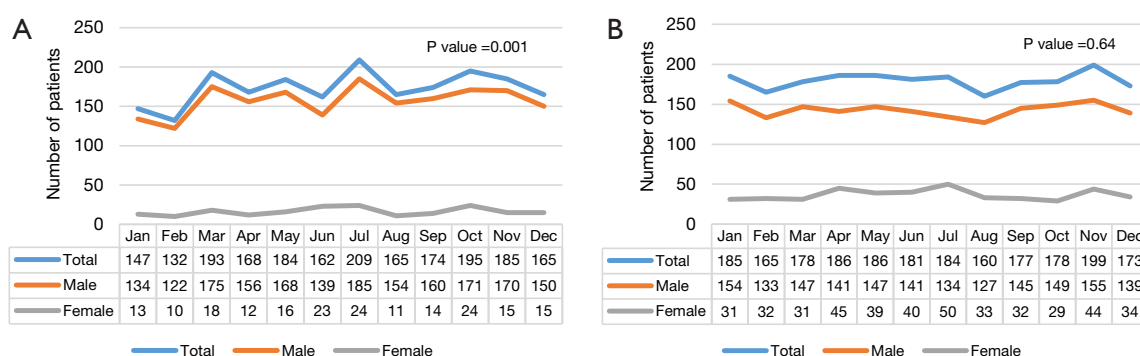 A
Number of patients
250
200
150
100
50
0
P value =0.001
Jan Feb Mar Apr May Jun Jul Aug Sep Oct Nov Dec
Total 147 132 193 168 184 162 209 165 174 195 185 165
Male 134 122 175 156 168 139 185 154 160 171 170 150
Female 13 10 18 12 16 23 24 11 14 24 15 15
Total Male Female
B
Number of patients
250
200
150
100
50
0
P value =0.64
Jan Feb Mar Apr May Jun Jul Aug Sep Oct Nov Dec
Total 185 165 178 186 186 181 184 160 177 178 199 173
Male 154 133 147 141 147 141 134 127 145 149 155 139
Female 31 32 31 45 39 40 50 33 32 29 44 34
Total Male Female